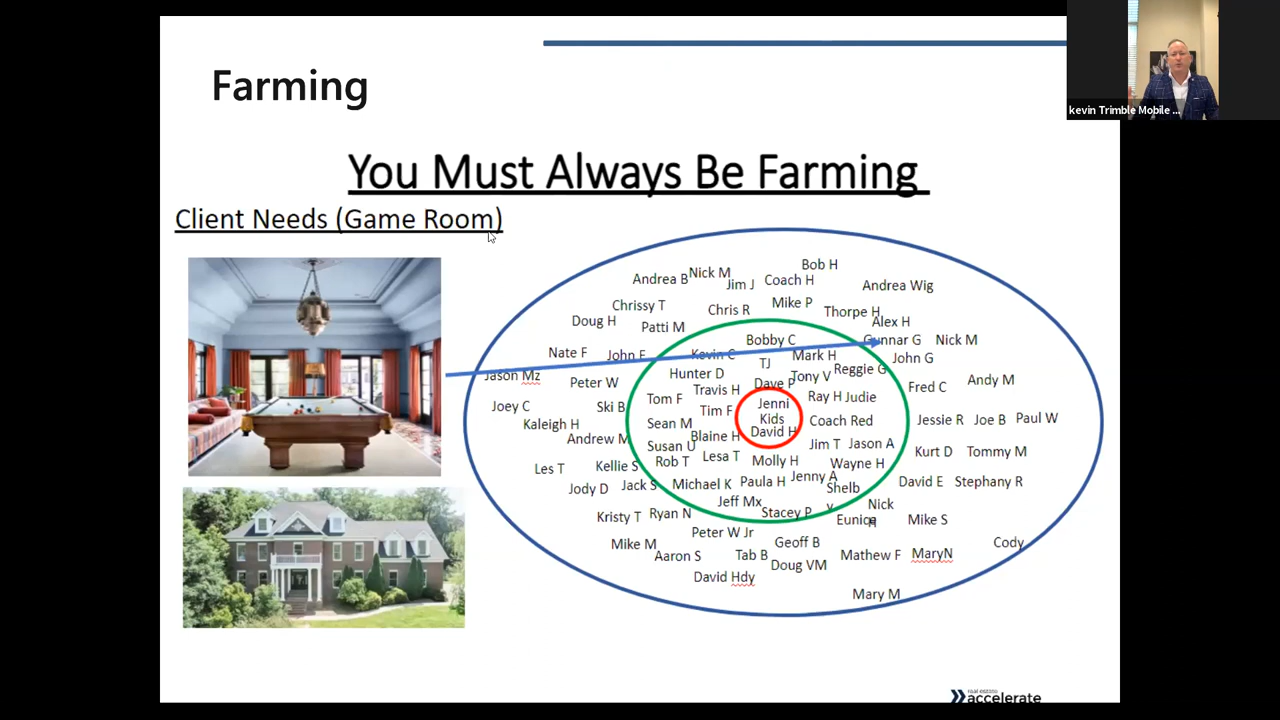 Farming
kevin Trimble Mobile ...
You Must Always Be Farming
Client Needs (Game Room)
Bob H
Andrea B
Nick M
Jim J
Coach H
Andrea Wig
Chrissy T
Chris R
Mike P
Thorpe H
Doug H
Patti M
Alex H
Bobby C
Gunnar G
Nick M
Nate F
John F
Kevin C
TJ
Mark H
John G
Jason Mz
Peter W
Hunter D
Dave P
Tony V
Reggie G
Fred C
Andy M
Travis H
Tom F
Jenni
Ray H
Judie
Joey C
Ski B
Tim F
Kids
Coach Red
Jessie R
Joe B
Paul W
Kaleigh H
Sean M
David H
Andrew M
Susan U
Blaine H
Jim T
Jason A
Kurt D
Tommy M
Les T
Kellie S
Rob T
Lesa T
Molly H
Wayne H
Jody D
Jack S
Michael K
Paula H
Jenny A
Shelb
y
David E
Stephany R
Jeff Mx
Stacey P
Nick
H
Kristy T
Ryan N
Eunice
Mike S
Peter W Jr
Mike M
Geoff B
Cody
Aaron S
Tab B
Doug VM
Mathew F
MaryN
David Hdy
Mary M
real estate
accelerate